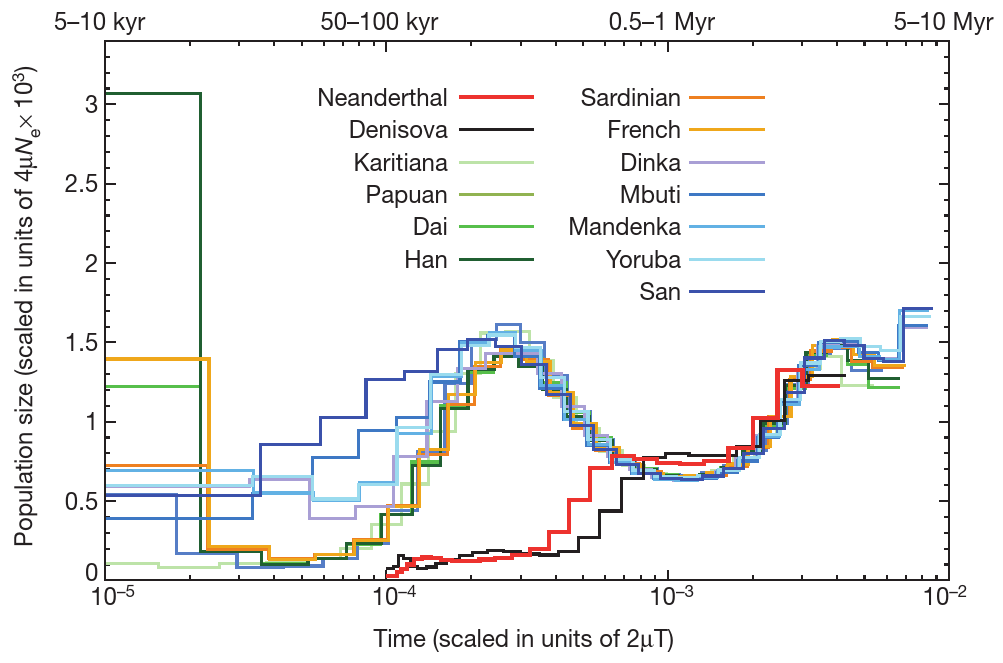 5–10 kyr 50–100 kyr 0.5–1 Myr 5–10 Myr
Population size (scaled in units of 4μNₑ× 10³)
3
2.5
2
1.5
1
0.5
0
Neanderthal
Denisova
Karitiana
Papuan
Dai
Han
Sardinian
French
Dinka
Mbuti
Mandenka
Yoruba
San
10⁻⁵ 10⁻⁴ 10⁻³ 10⁻²
Time (scaled in units of 2μT)